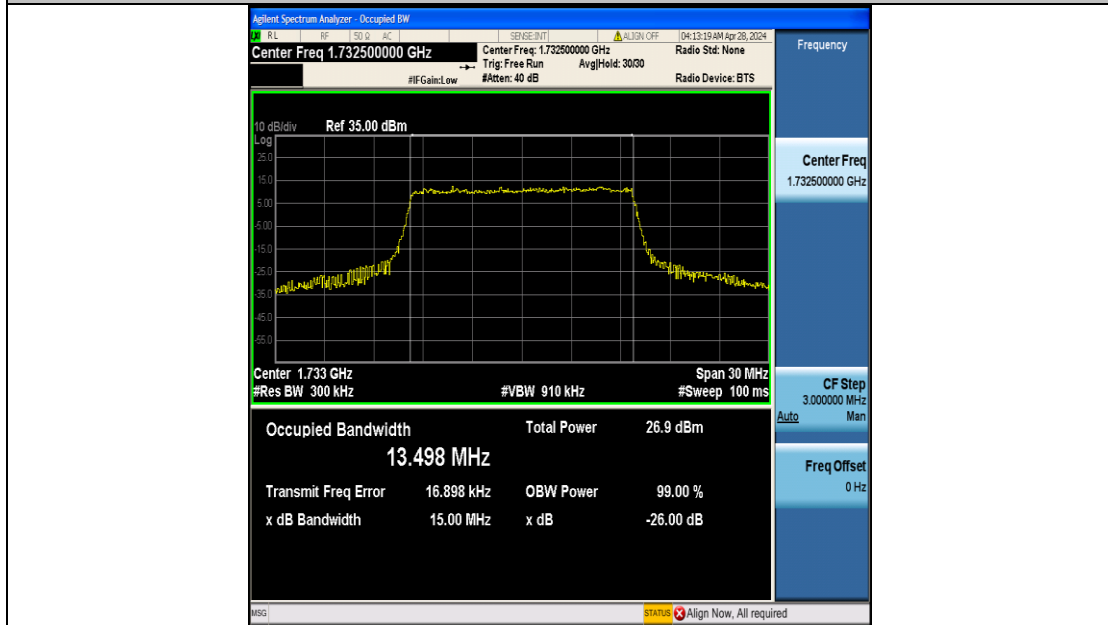 Agilent Spectrum Analyzer - Occupied BW
RL RF 50 Ω AC SENSE:INT ALIGN OFF 04:13:19 AM Apr 28, 2024
Center Freq 1.732500000 GHz
Center Freq: 1.732500000 GHz
Radio Std: None
Trig: Free Run Avg|Hold: 30/30
#IFGain:Low
#Atten: 40 dB
Radio Device: BTS
10 dB/div Ref 35.00 dBm
Log
25.0
15.0
5.00
-5.00
-15.0
-25.0
-35.0
-45.0
-55.0
Center 1.733 GHz Span 30 MHz
#Res BW 300 kHz #VBW 910 kHz #Sweep 100 ms
Occupied Bandwidth Total Power 26.9 dBm
13.498 MHz
Transmit Freq Error 16.898 kHz OBW Power 99.00 %
x dB Bandwidth 15.00 MHz x dB -26.00 dB
Frequency
Center Freq
1.732500000 GHz
CF Step
3.000000 MHz
Auto Man
Freq Offset
0 Hz
MSG STATUS Align Now, All required